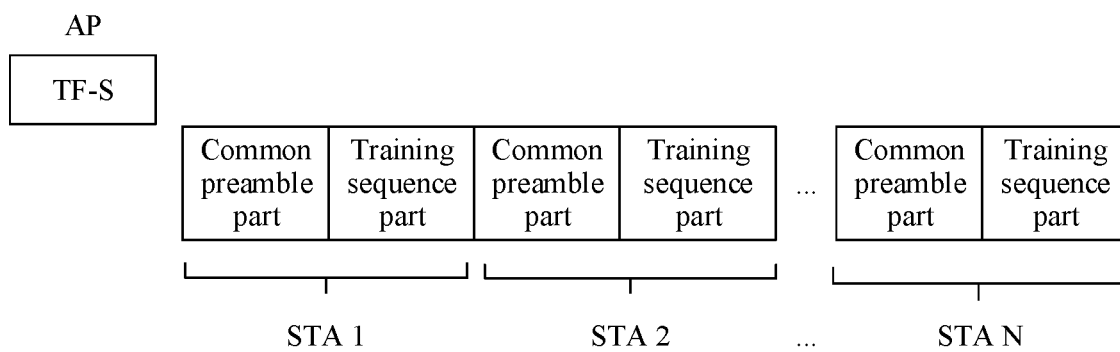 AP
TF-S
Common preamble part
Training sequence part
Common preamble part
Training sequence part
...
Common preamble part
Training sequence part
STA 1
STA 2
...
STA N